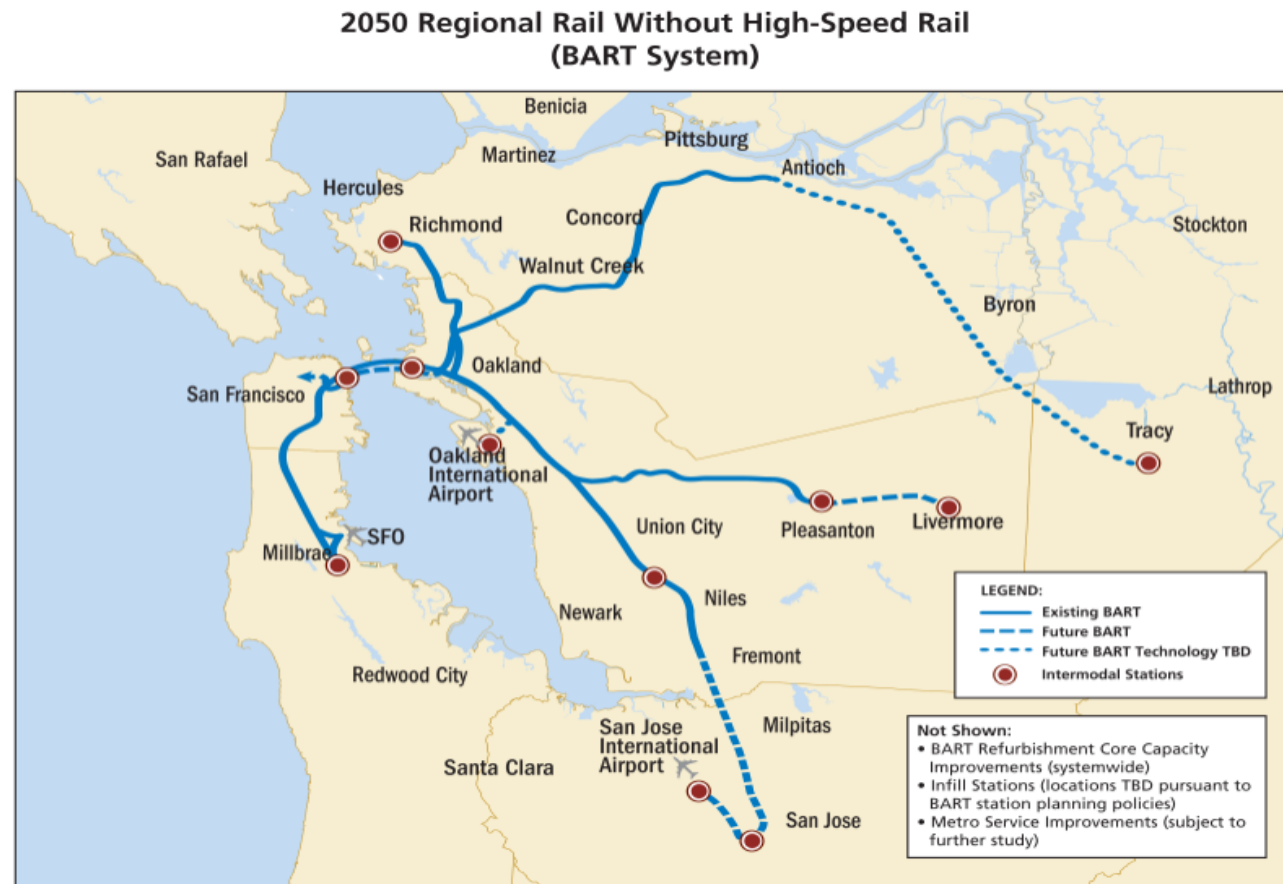 2050 Regional Rail Without High-Speed Rail
(BART System)
Benicia
San Rafael
Martinez
Pittsburg
Antioch
Hercules
Richmond
Concord
Stockton
Walnut Creek
Byron
Oakland
San Francisco
Lathrop
Tracy
Oakland
International
Airport
Union City
Pleasanton
Livermore
SFO
Millbrae
Newark
Niles
Fremont
Redwood City
San Jose
International
Airport
Milpitas
Santa Clara
San Jose
LEGEND:
Existing BART
Future BART
Future BART Technology TBD
Intermodal Stations
Not Shown:
• BART Refurbishment Core Capacity
Improvements (systemwide)
• Infill Stations (locations TBD pursuant to
BART station planning policies)
• Metro Service Improvements (subject to
further study)